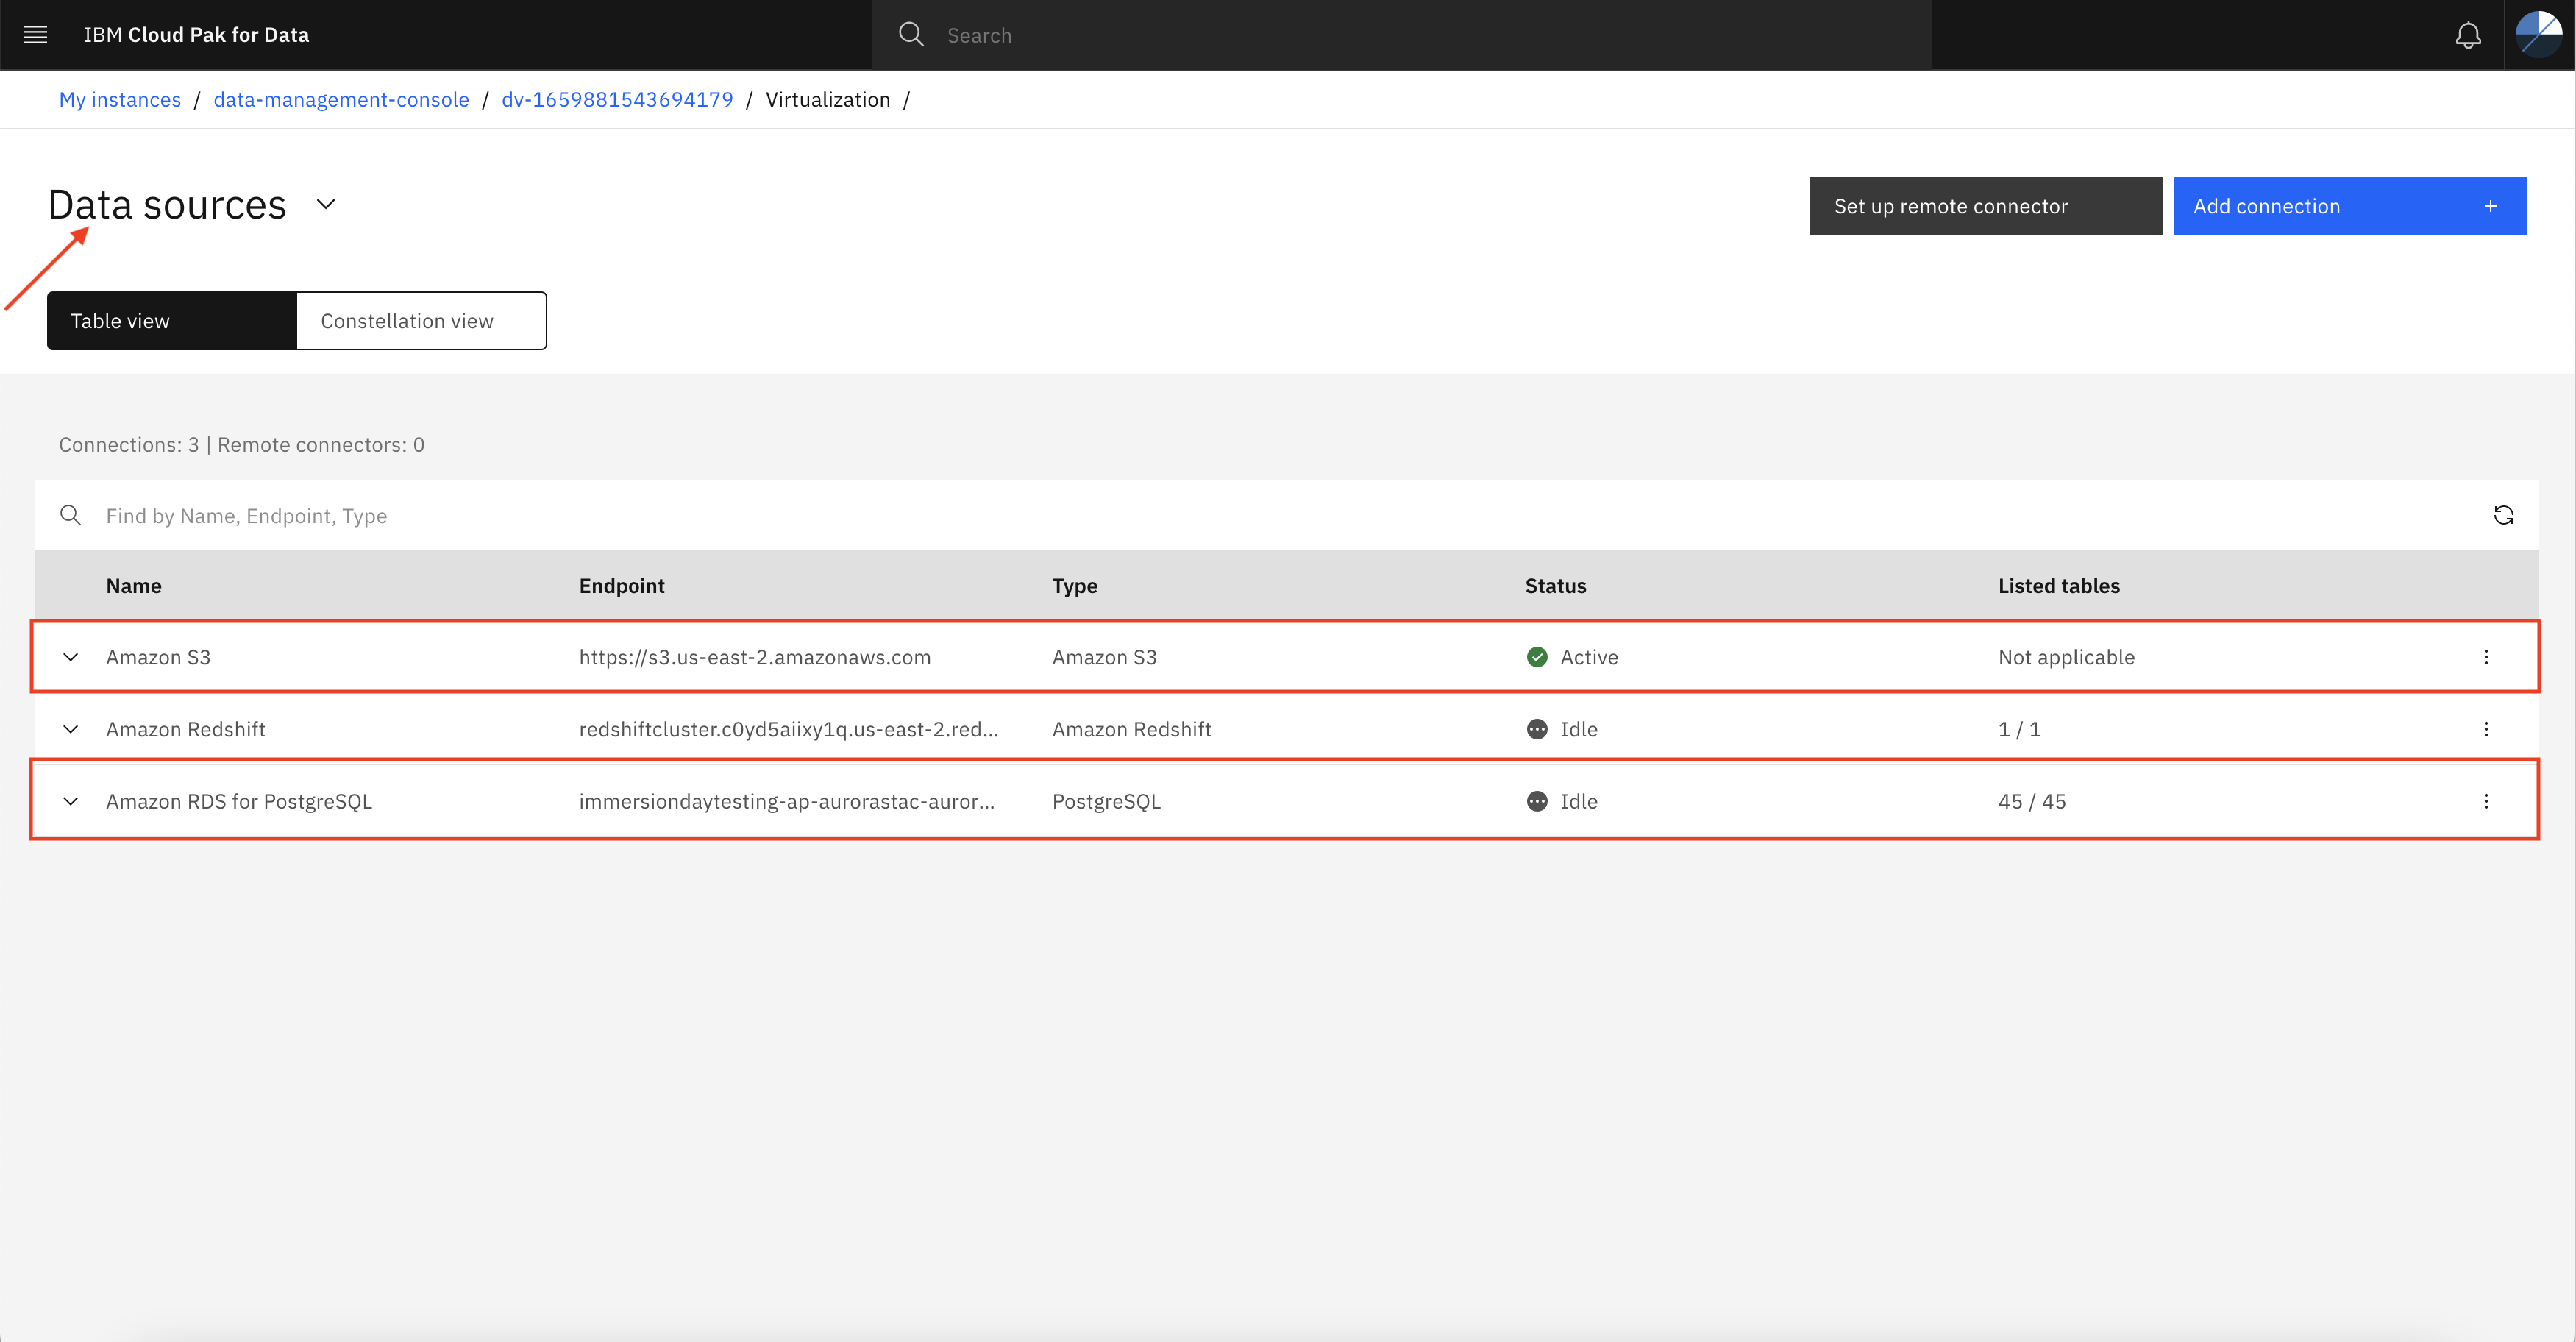 IBM Cloud Pak for Data
Search
My instances / data-management-console / dv-1659881543694179 / Virtualization /
Data sources
Set up remote connector
Add connection +
Table view
Constellation view
Connections: 3 | Remote connectors: 0
Find by Name, Endpoint, Type
Name Endpoint Type Status Listed tables
Amazon S3 https://s3.us-east-2.amazonaws.com Amazon S3 Active Not applicable
Amazon Redshift redshiftcluster.c0yd5aiixy1q.us-east-2.red... Amazon Redshift Idle 1 / 1
Amazon RDS for PostgreSQL immersiondaytesting-ap-aurorastac-auror... PostgreSQL Idle 45 / 45